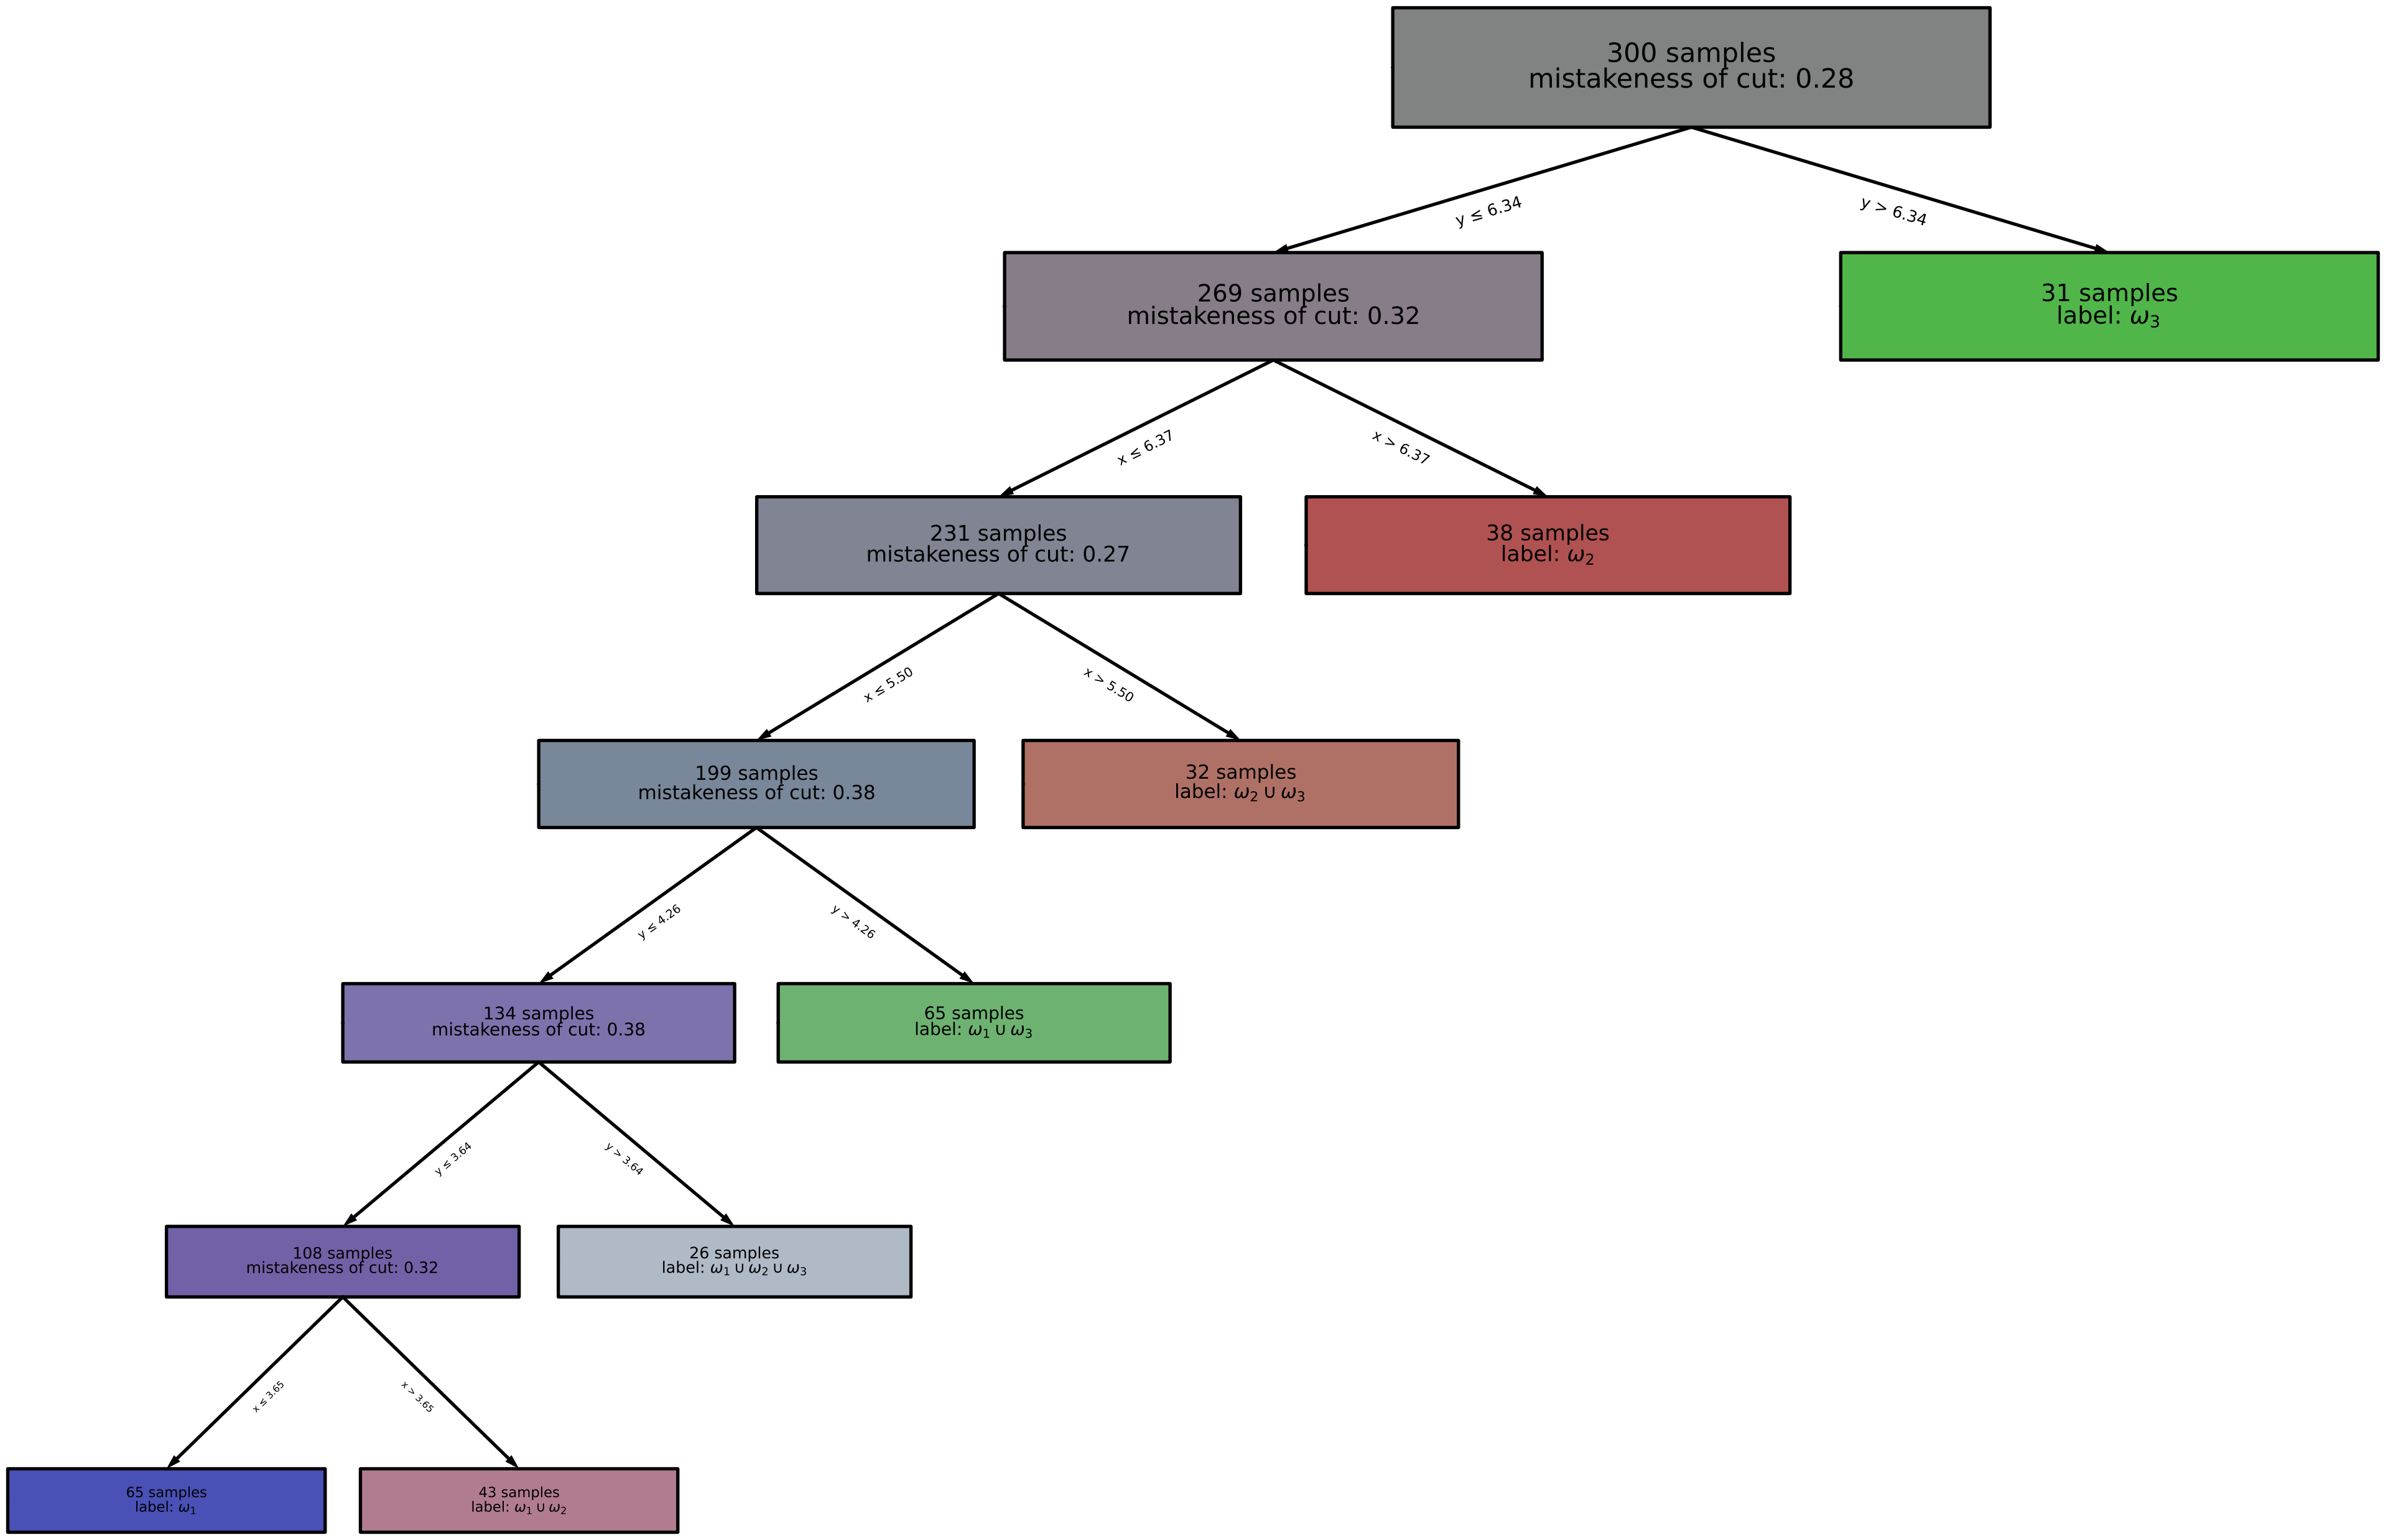 300 samples
mistakeness of cut: 0.28
y ≤ 6.34
y > 6.34
269 samples
mistakeness of cut: 0.32
31 samples
label: ω₃
x ≤ 6.37
x > 6.37
231 samples
mistakeness of cut: 0.27
38 samples
label: ω₂
x ≤ 5.50
x > 5.50
199 samples
mistakeness of cut: 0.38
32 samples
label: ω₂ ∪ ω₃
y ≤ 4.26
y > 4.26
134 samples
mistakeness of cut: 0.38
65 samples
label: ω₁ ∪ ω₃
y ≤ 3.64
y > 3.64
108 samples
mistakeness of cut: 0.32
26 samples
label: ω₁ ∪ ω₂ ∪ ω₃
x ≤ 3.65
x > 3.65
65 samples
label: ω₁
43 samples
label: ω₁ ∪ ω₂